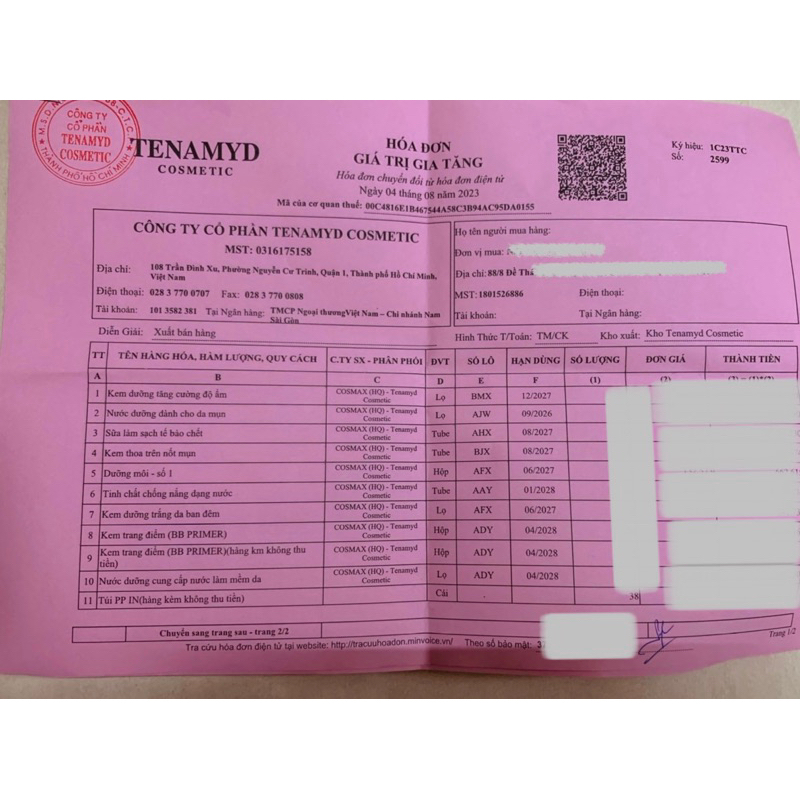 CÔNG TY
CỔ PHẦN
TENAMYD
COSMETIC
THÀNH PHỐ HỒ CHÍ MINH
TENAMYD
COSMETIC
HÓA ĐƠN
GIÁ TRỊ GIA TĂNG
Hóa đơn chuyển đổi từ hóa đơn điện tử
Ngày 04 tháng 08 năm 2023
Mã của cơ quan thuế: 00C4816E1B467544A58C3B94AC95DA0155
Ký hiệu: 1C23TTC
Số: 2599
CÔNG TY CỔ PHẦN TENAMYD COSMETIC
MST: 0316175158
Địa chỉ: 108 Trần Đình Xu, Phường Nguyễn Cư Trinh, Quận 1, Thành phố Hồ Chí Minh,
Việt Nam
Điện thoại: 028 3 770 0707 Fax: 028 3 770 0808
Tài khoản: 101 3582 381 Tại Ngân hàng: TMCP Ngoại thươngViệt Nam – Chi nhánh Nam
Sài Gòn
Họ tên người mua hàng:
Đơn vị mua:
Địa chỉ: 88/8 Đề Thá
MST: 1801526886 Điện thoại:
Tài khoản: Tại Ngân hàng:
Diễn Giải: Xuất bán hàng
Hình Thức T/Toán: TM/CK Kho xuất: Kho Tenamyd Cosmetic
TT TÊN HÀNG HÓA, HÀM LƯỢNG, QUY CÁCH C.TY SX - PHÂN PHỐI ĐVT SỐ LÔ HẠN DÙNG SỐ LƯỢNG ĐƠN GIÁ THÀNH TIỀN
A B C D E F (1) (2)
1 Kem dưỡng tăng cường độ ẩm COSMAX (HQ) - Tenamyd Cosmetic Lọ BMX 12/2027
2 Nước dưỡng dành cho da mụn COSMAX (HQ) - Tenamyd Cosmetic Lọ AJW 09/2026
3 Sữa làm sạch tế bào chết COSMAX (HQ) - Tenamyd Cosmetic Tube AHX 08/2027
4 Kem thoa trên nốt mụn COSMAX (HQ) - Tenamyd Cosmetic Tube BJX 08/2027
5 Dưỡng môi - số 1 COSMAX (HQ) - Tenamyd Cosmetic Hộp AFX 06/2027
6 Tinh chất chống nắng dạng nước COSMAX (HQ) - Tenamyd Cosmetic Tube AAY 01/2028
7 Kem dưỡng trắng da ban đêm COSMAX (HQ) - Tenamyd Cosmetic Lọ AFX 06/2027
8 Kem trang điểm (BB PRIMER) COSMAX (HQ) - Tenamyd Cosmetic Hộp ADY 04/2028
9 Kem trang điểm (BB PRIMER)(hàng km không thu tiền) COSMAX (HQ) - Tenamyd Cosmetic Hộp ADY 04/2028
10 Nước dưỡng cung cấp nước làm mềm da COSMAX (HQ) - Tenamyd Cosmetic Lọ ADY 04/2028
11 Túi PP IN(hàng kèm không thu tiền) Cái . 38
Chuyển sang trang sau - trang 2/2
Trang 1/2
Tra cứu hóa đơn điện tử tại website: http://tracuuhoadon.minvoice.vn/ Theo số bảo mật: 37